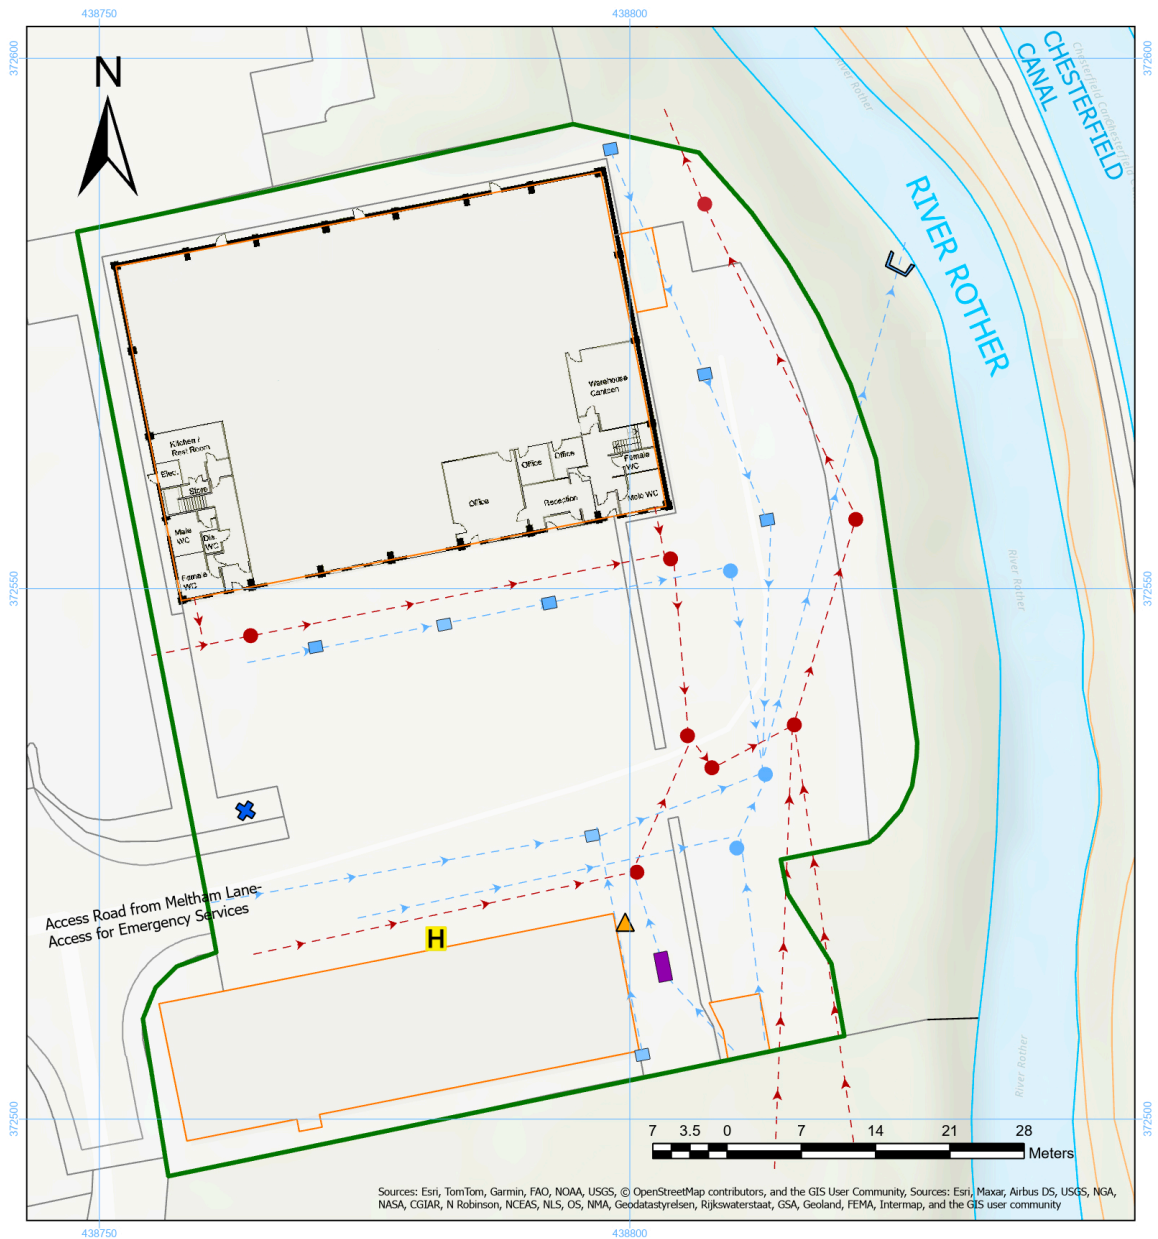 438750
438800
372600
372600
N
CHESTERFIELD
CANAL
Chesterfield Canal
River Rother
RIVER ROTHER
Warehouse
Canteen
Kitchen /
Rest Room
Elec.
Store
Male
WC
Dis.
WC
Female
WC
Office
Office
Office
Reception
Female
WC
Male WC
372550
372550
River Rother
Access Road from Meltham Lane-
Access for Emergency Services
H
River Rother
372500
372500
7 3.5 0 7 14 21 28
Meters
Sources: Esri, TomTom, Garmin, FAO, NOAA, USGS, © OpenStreetMap contributors, and the GIS User Community, Sources: Esri, Maxar, Airbus DS, USGS, NGA,
NASA, CGIAR, N Robinson, NCEAS, NLS, OS, NMA, Geodatastyrelsen, Rijkswaterstaat, GSA, Geoland, FEMA, Intermap, and the GIS user community
438750
438800